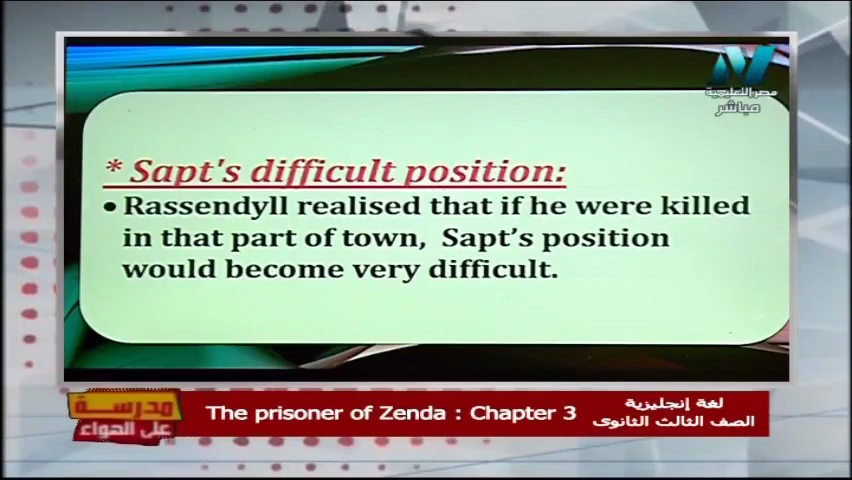 مصر التعليمية
مباشر
* Sapt's difficult position:
• Rassendyll realised that if he were killed
in that part of town, Sapt's position
would become very difficult.
مدرسة
على الهواء
The prisoner of Zenda : Chapter 3
لغة إنجليزية
الصف الثالث الثانوى